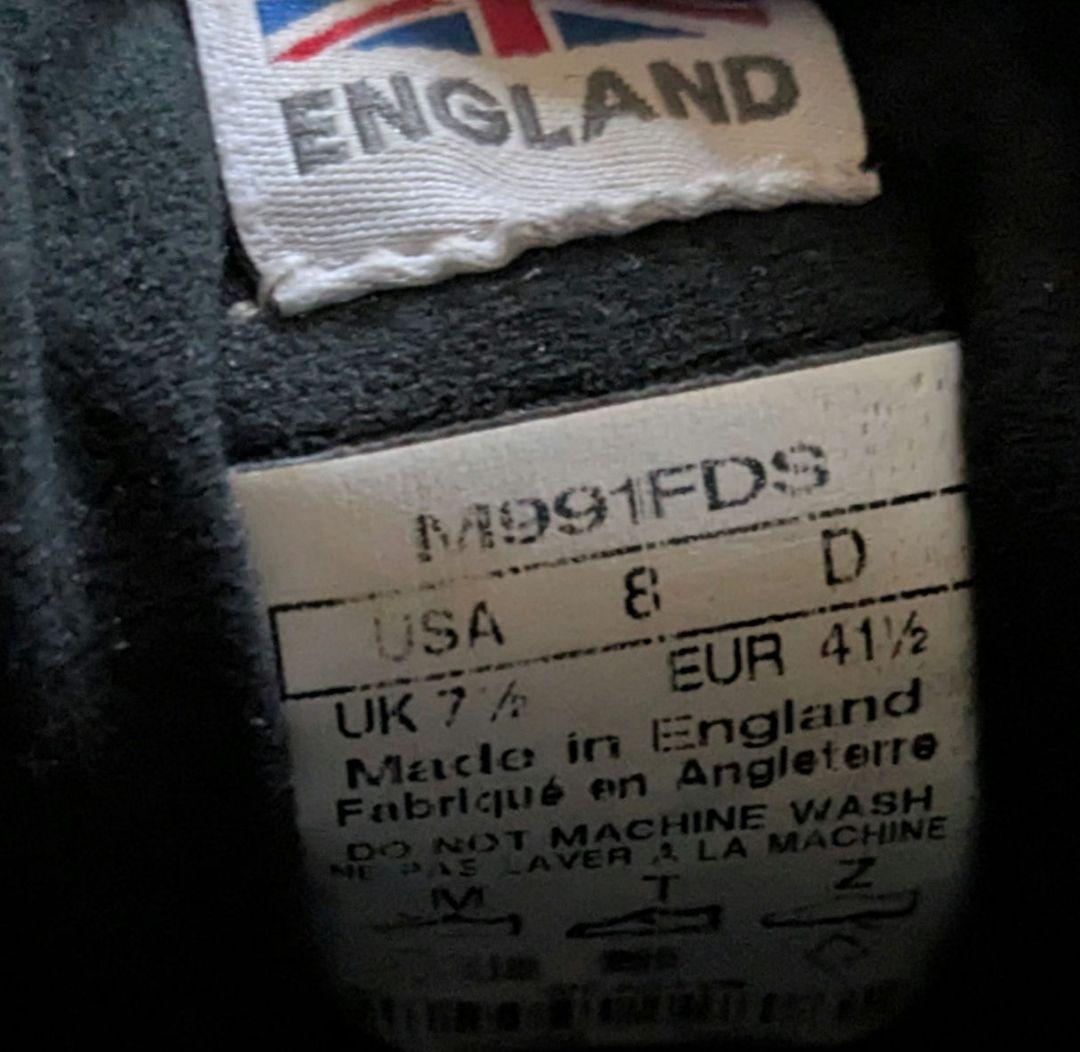 ENGLAND
M991FDS
USA 8 D
UK 7½ EUR 41½
Made in England
Fabriqué en Angleterre
DO NOT MACHINE WASH
NE PAS LAVER À LA MACHINE
M T Z